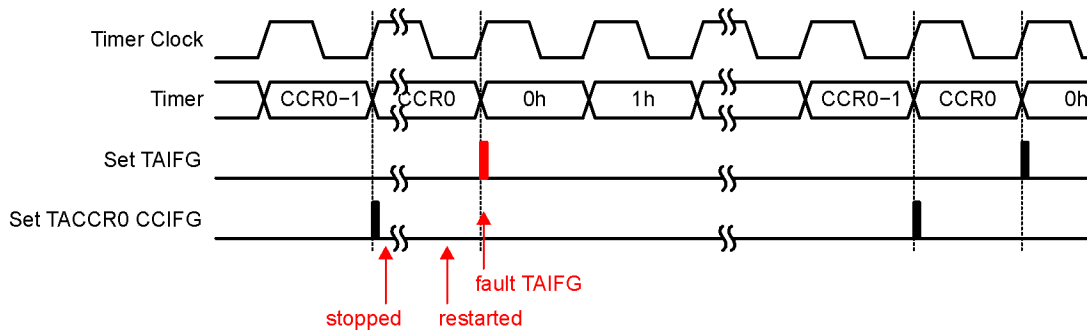 Timer Clock
Timer CCR0−1 CCR0 0h 1h CCR0−1 CCR0 0h
Set TAIFG
Set TACCR0 CCIFG
fault TAIFG
stopped restarted